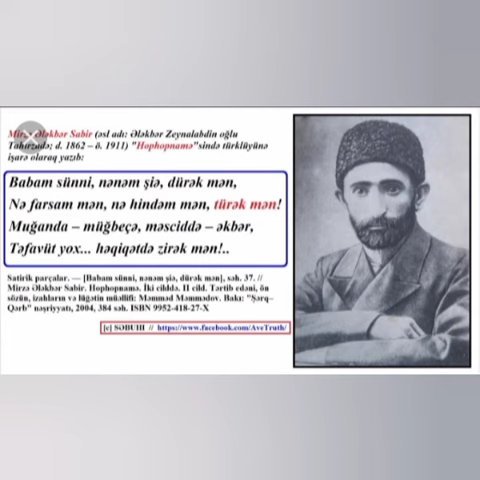 Mirzə Ələkbər Sabir (əsl adı: Ələkbər Zeynalabdin oğlu
Tahirzadə; d. 1862 – ö. 1911) "Hophopnamə"sində türklüyünə
işarə olaraq yazıb:
Babam sünni, nənəm şiə, dürək mən,
Nə farsam mən, nə hindəm mən, türək mən!
Muğanda – müğbeçə, məsciddə – əkbər,
Təfavüt yox... həqiqətdə zirək mən!..
Satirik parçalar. — [Babam sünni, nənəm şiə, dürək mən], səh. 37. //
Mirzə Ələkbər Sabir. Hophopnamə. İki cilddə. II cild. Tərtib edəni, ön
sözün, izahların və lüğətin müəllifi: Məmməd Məmmədov. Bakı: "Şərq-
Qərb" nəşriyyatı, 2004, 384 səh. ISBN 9952-418-27-X
[c] SƏBUHI // https://www.facebook.com/AveTruth/